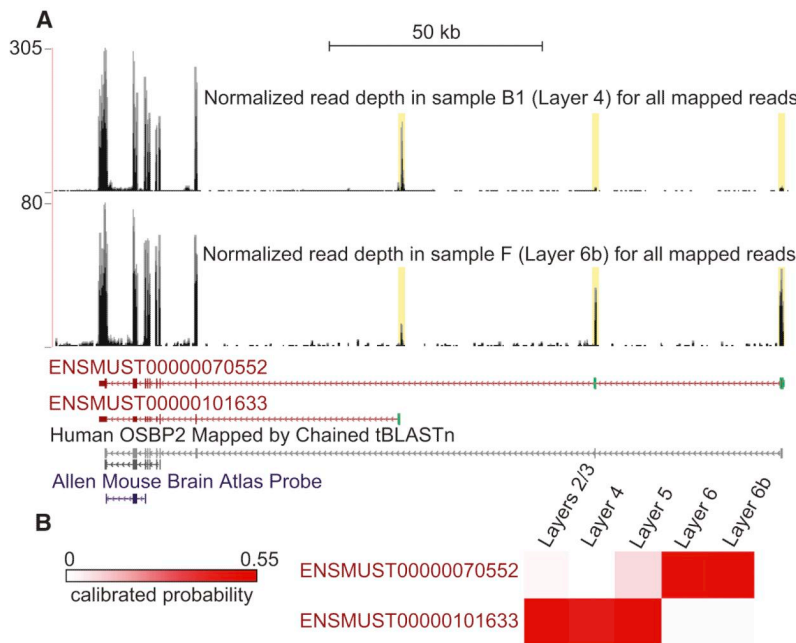 A
50 kb
305
Normalized read depth in sample B1 (Layer 4) for all mapped reads
80
Normalized read depth in sample F (Layer 6b) for all mapped reads
ENSMUST00000070552
ENSMUST00000101633
Human OSBP2 Mapped by Chained tBLASTn
Allen Mouse Brain Atlas Probe
B
0 0.55
calibrated probability
Layers 2/3
Layer 4
Layer 5
Layer 6
Layer 6b
ENSMUST00000070552
ENSMUST00000101633